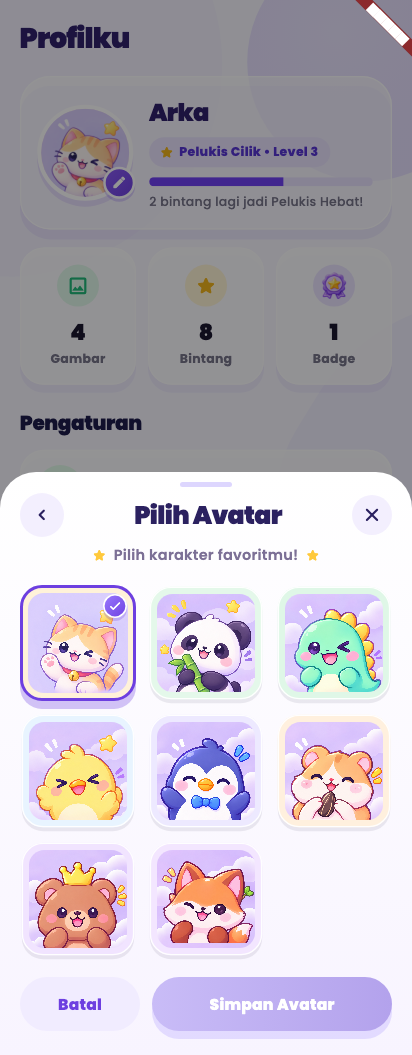 Profilku
Arka
Pelukis Cilik • Level 3
2 bintang lagi jadi Pelukis Hebat!
4
8
1
Gambar
Bintang
Badge
Pengaturan
Pilih Avatar
Pilih karakter favoritmu!
Batal
Simpan Avatar